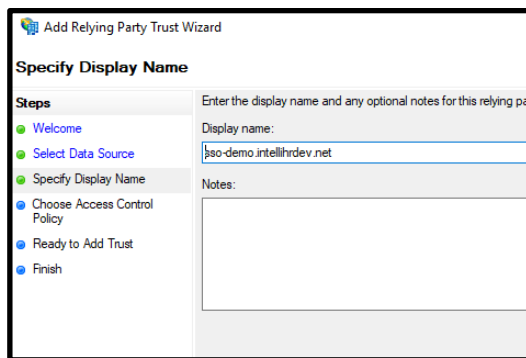 Add Relying Party Trust Wizard
Specify Display Name
Steps
Welcome
Select Data Source
Specify Display Name
Choose Access Control
Policy
Ready to Add Trust
Finish
Enter the display name and any optional notes for this relying pa
Display name:
sso-demo.intellihrdev.net
Notes: